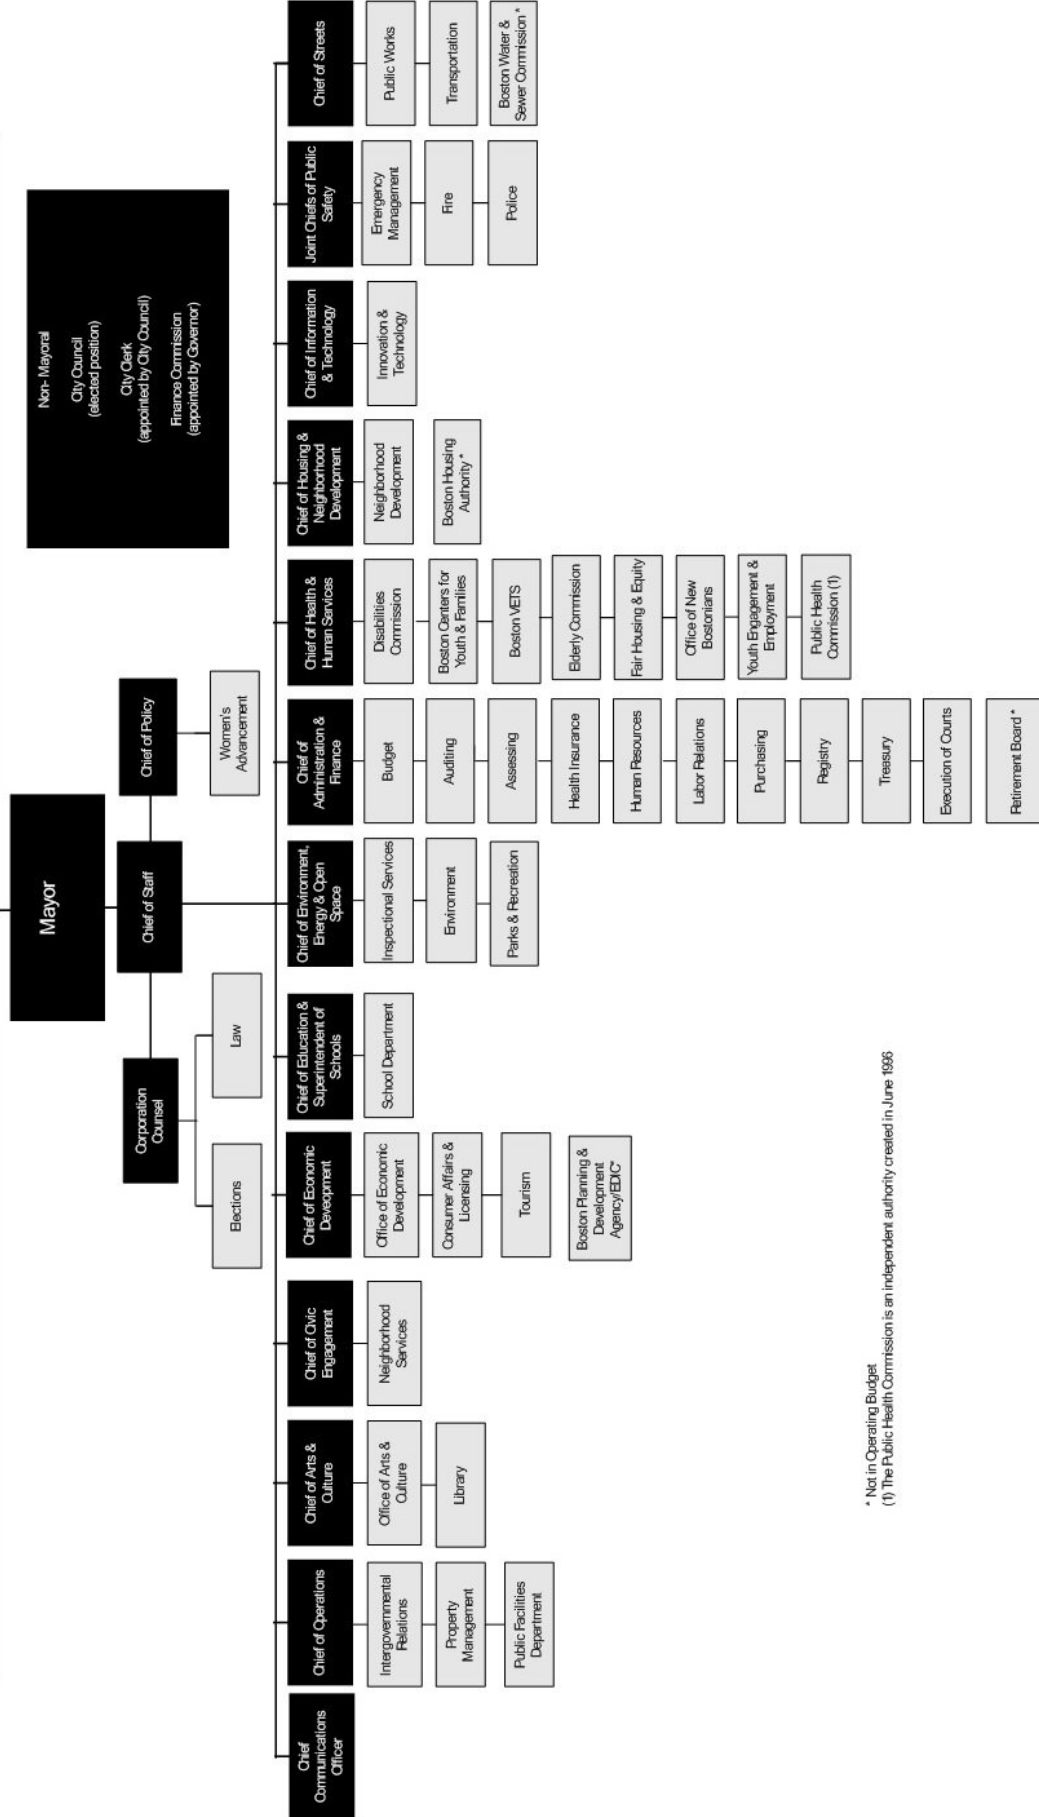 Mayor
Non- Mayoral
City Council
(elected position)
City Clerk
(appointed by City Council)
Finance Commission
(appointed by Governor)
Corporation
Counsel
Chief of Staff
Chief of Policy
Elections
Law
Women's
Advancement
Chief
Communications
Officer
Chief of Operations
Intergovernmental
Relations
Property
Management
Public Facilities
Department
Chief of Arts &
Culture
Office of Arts &
Culture
Library
Chief of Civic
Engagement
Neighborhood
Services
Chief of Economic
Deveopment
Office of Economic
Development
Consumer Affairs &
Licensing
Tourism
Boston Planning &
Development
Agency/EDIC*
Chief of Education &
Superintendent of
Schools
School Department
Chief of Environment,
Energy & Open
Space
Inspectional Services
Environment
Parks & Recreation
Chief of
Administration &
Finance
Budget
Auditing
Assessing
Health Insurance
Human Resources
Labor Relations
Purchasing
Registry
Treasury
Execution of Courts
Retirement Board *
Chief of Health &
Human Services
Disabilities
Commission
Boston Centers for
Youth & Families
Boston VETS
Elderly Commission
Fair Housing & Equity
Office of New
Bostonians
Youth Engagement &
Employment
Public Health
Commission (1)
Chief of Housing &
Neighborhood
Development
Neighborhood
Development
Boston Housing
Authority *
Chief of Information
& Technology
Innovation &
Technology
Joint Chiefs of Public
Safety
Emergency
Management
Fire
Police
Chief of Streets
Public Works
Transportation
Boston Water &
Sewer Commission *
* Not in Operating Budget
(1) The Public Health Commission is an independent authority created in June 1996